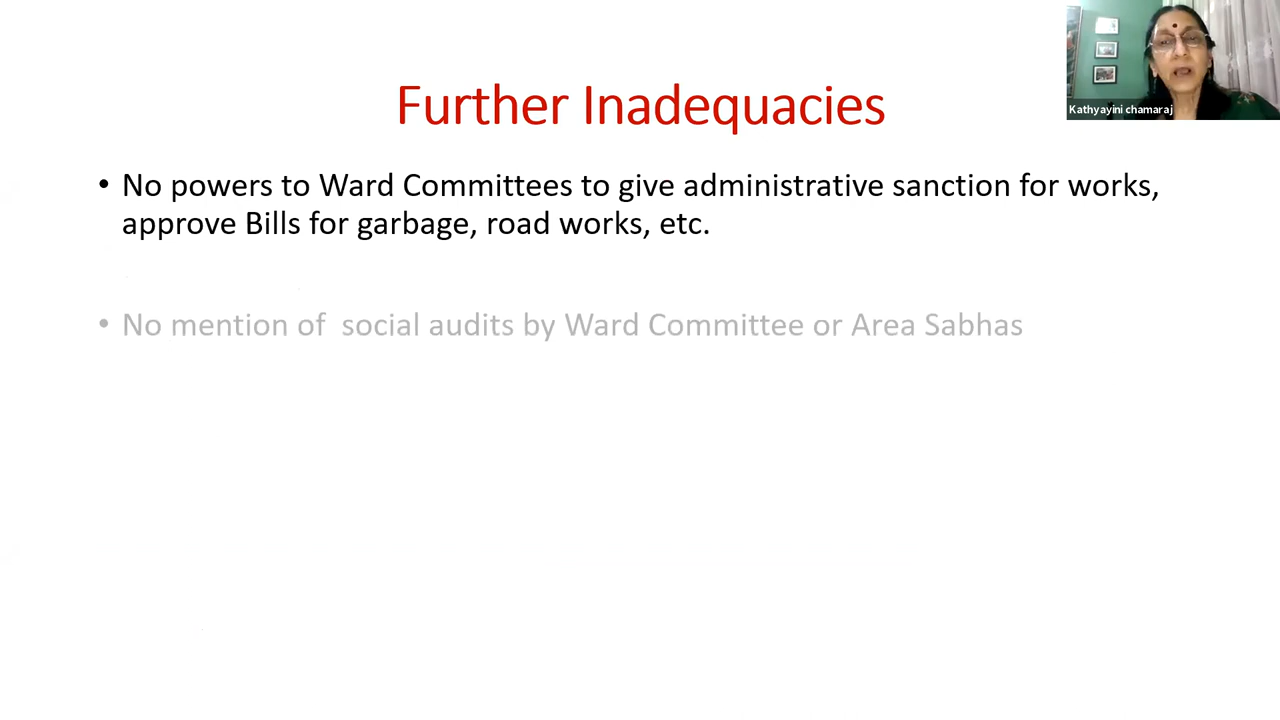 Further Inadequacies
Kathyayini chamaraj
• No powers to Ward Committees to give administrative sanction for works,
approve Bills for garbage, road works, etc.
• No mention of  social audits by Ward Committee or Area Sabhas